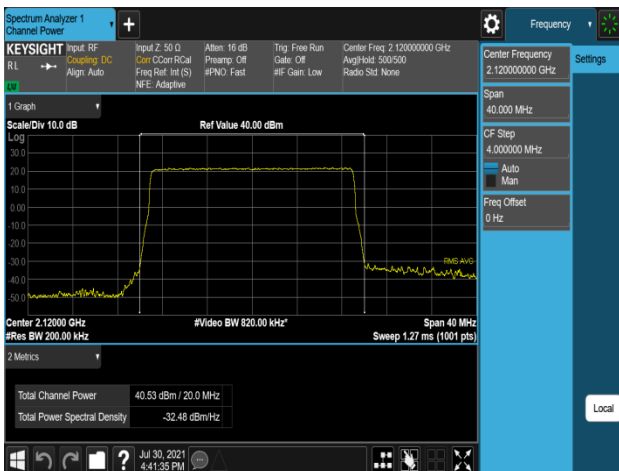 Spectrum Analyzer 1
Channel Power
+
Frequency
KEYSIGHT
RL
LU
Input: RF
Coupling: DC
Align: Auto
Input Z: 50 Ω
Corr CCorr RCal
Freq Ref: Int (S)
NFE: Adaptive
Atten: 16 dB
Preamp: Off
#PNO: Fast
Trig: Free Run
Gate: Off
#IF Gain: Low
Center Freq: 2.120000000 GHz
Avg|Hold: 500/500
Radio Std: None
Center Frequency
2.120000000 GHz
Settings
Span
40.000 MHz
CF Step
4.000000 MHz
Auto
Man
Freq Offset
0 Hz
1 Graph
Scale/Div 10.0 dB
Ref Value 40.00 dBm
Log
30.0
20.0
10.0
0.00
-10.0
-20.0
-30.0
-40.0
-50.0
RMS AVG
Center 2.12000 GHz
#Video BW 820.00 kHz*
Span 40 MHz
#Res BW 200.00 kHz
Sweep 1.27 ms (1001 pts)
2 Metrics
Total Channel Power 40.53 dBm / 20.0 MHz
Total Power Spectral Density -32.48 dBm/Hz
Local
?
Jul 30, 2021
4:41:35 PM